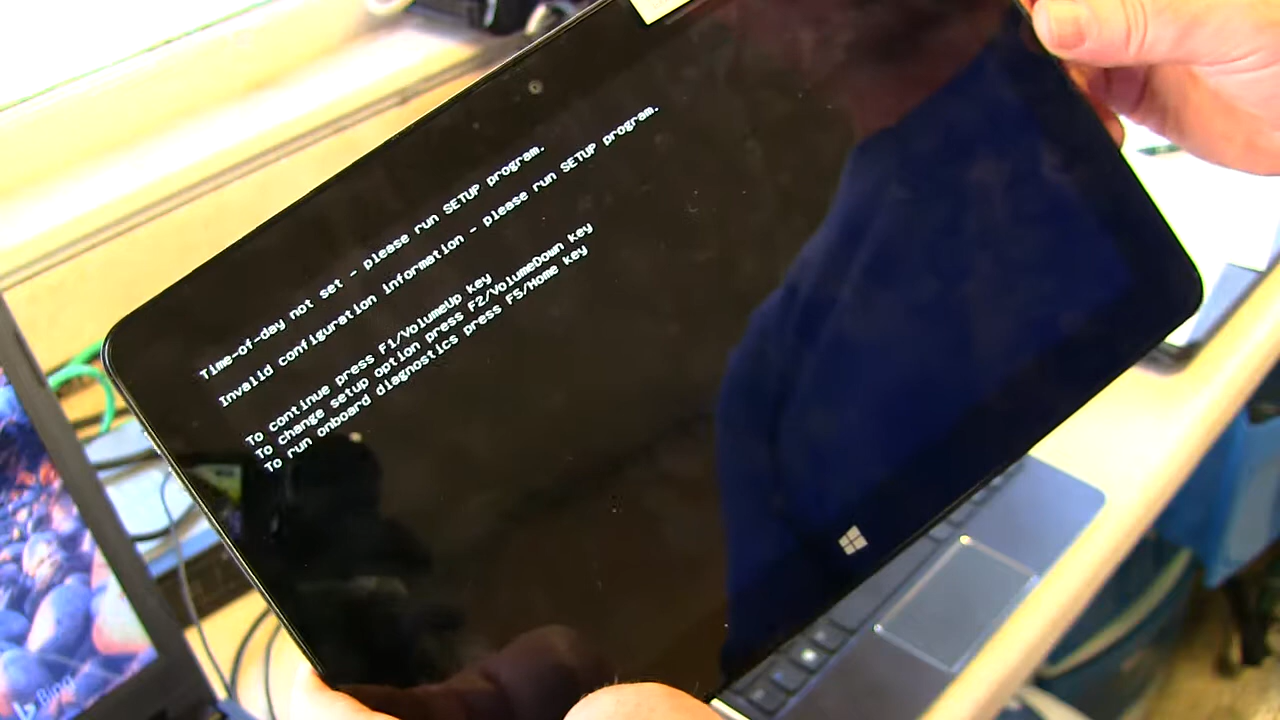 Time-of-day not set - please run SETUP program.
Invalid configuration information - please run SETUP program.
To continue press F1/VolumeUp key
To change setup option press F2/VolumeDown key
To run onboard diagnostics press F5/Home key
Bing